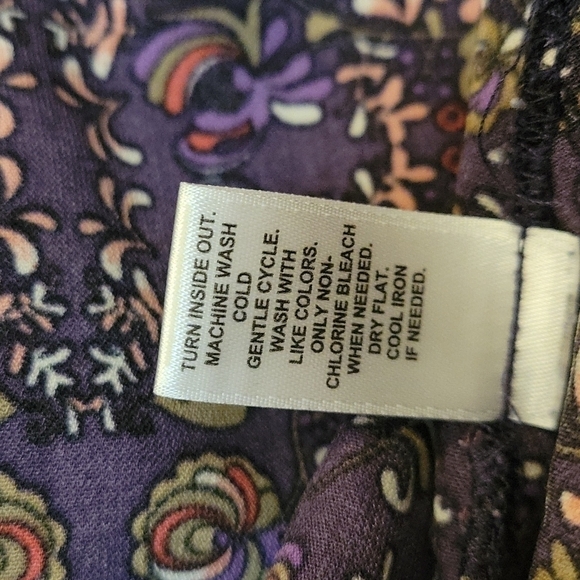 TURN INSIDE OUT.
MACHINE WASH
COLD
GENTLE CYCLE.
WASH WITH
LIKE COLORS.
ONLY NON-
CHLORINE BLEACH
WHEN NEEDED.
DRY FLAT.
COOL IRON
IF NEEDED.